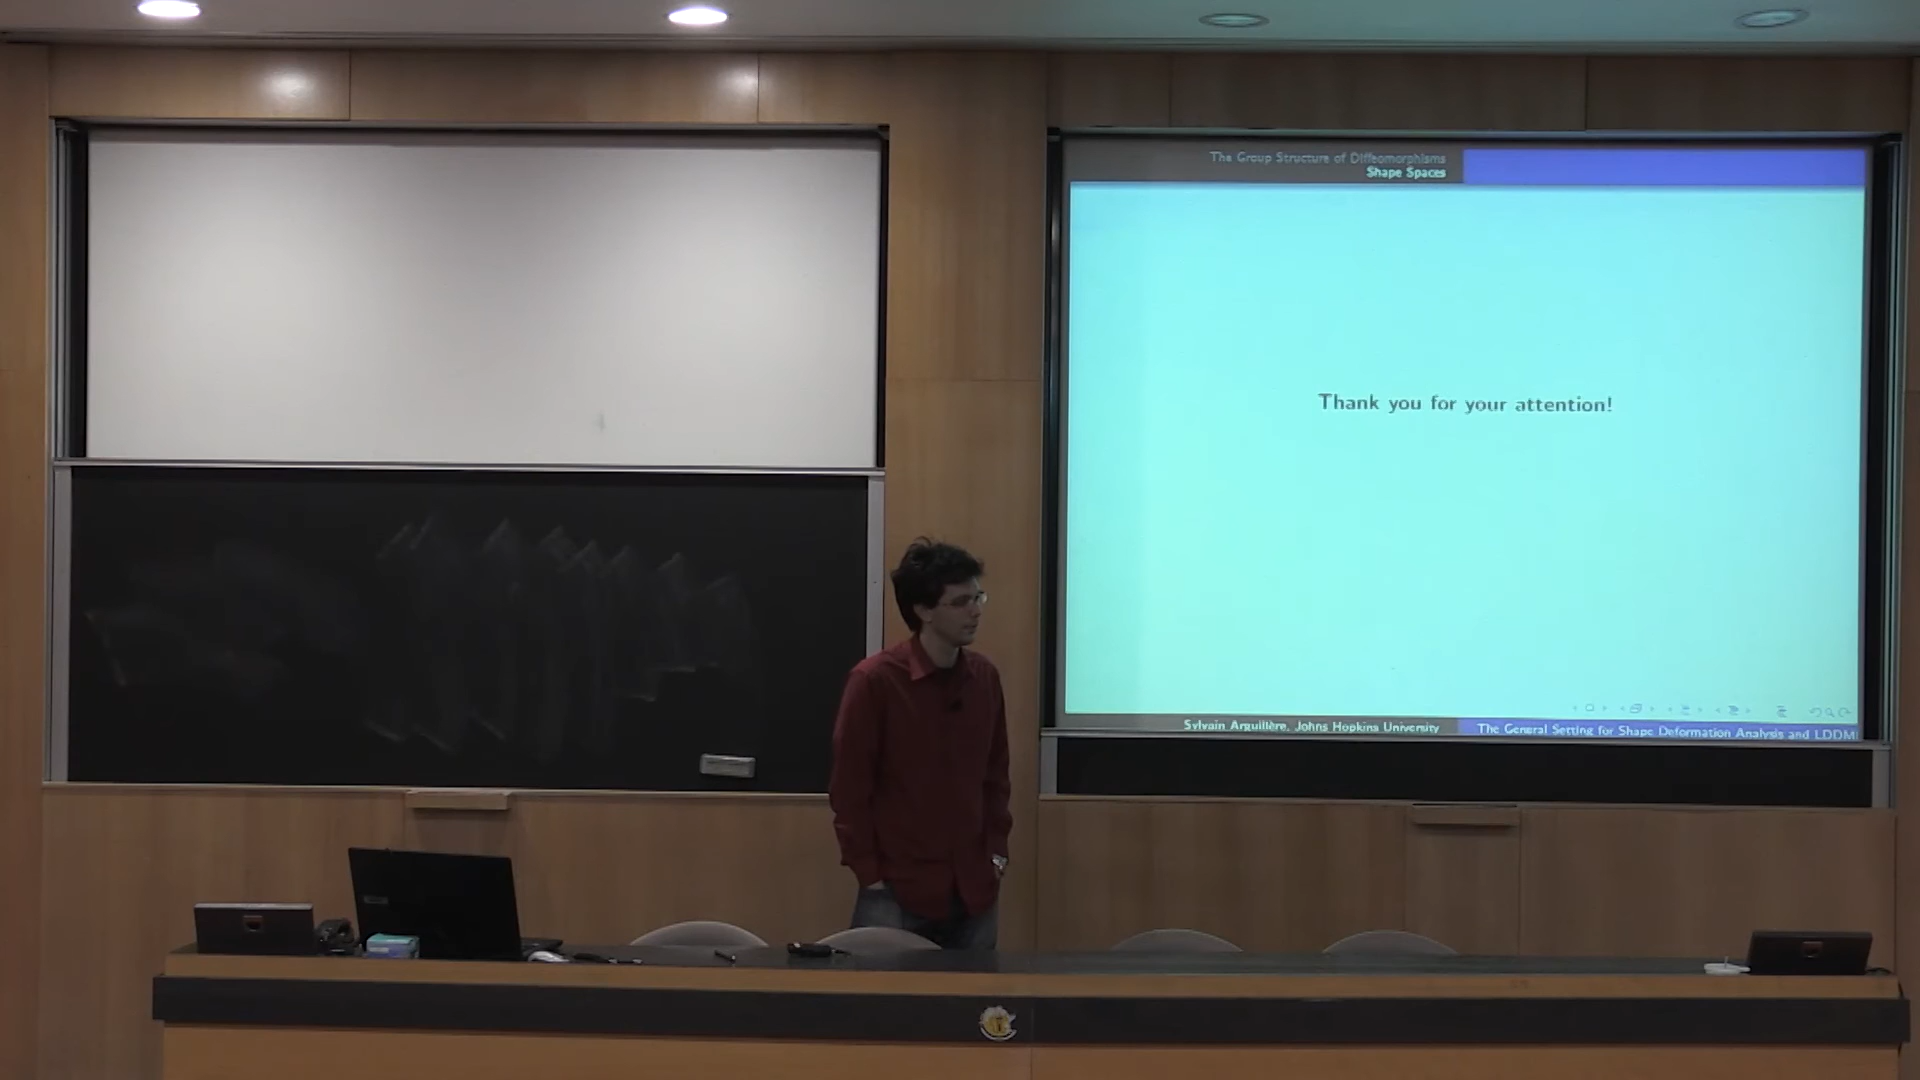 The Group Structure of Diffeomorphisms
Shape Spaces
Thank you for your attention!
Sylvain Arguillère, Johns Hopkins University
The General Setting for Shape Deformation Analysis and LDDM